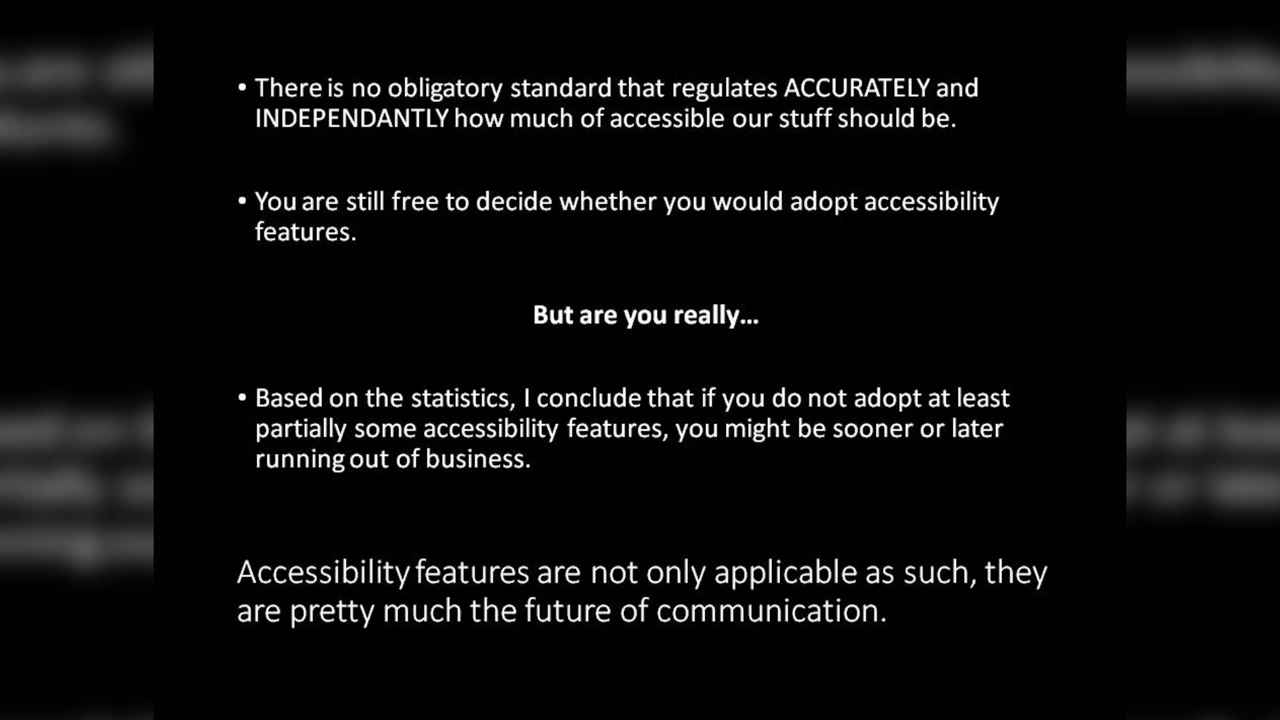 • There is no obligatory standard that regulates ACCURATELY and
INDEPENDANTLY how much of accessible our stuff should be.
• You are still free to decide whether you would adopt accessibility
features.
But are you really...
• Based on the statistics, I conclude that if you do not adopt at least
partially some accessibility features, you might be sooner or later
running out of business.
Accessibility features are not only applicable as such, they
are pretty much the future of communication.